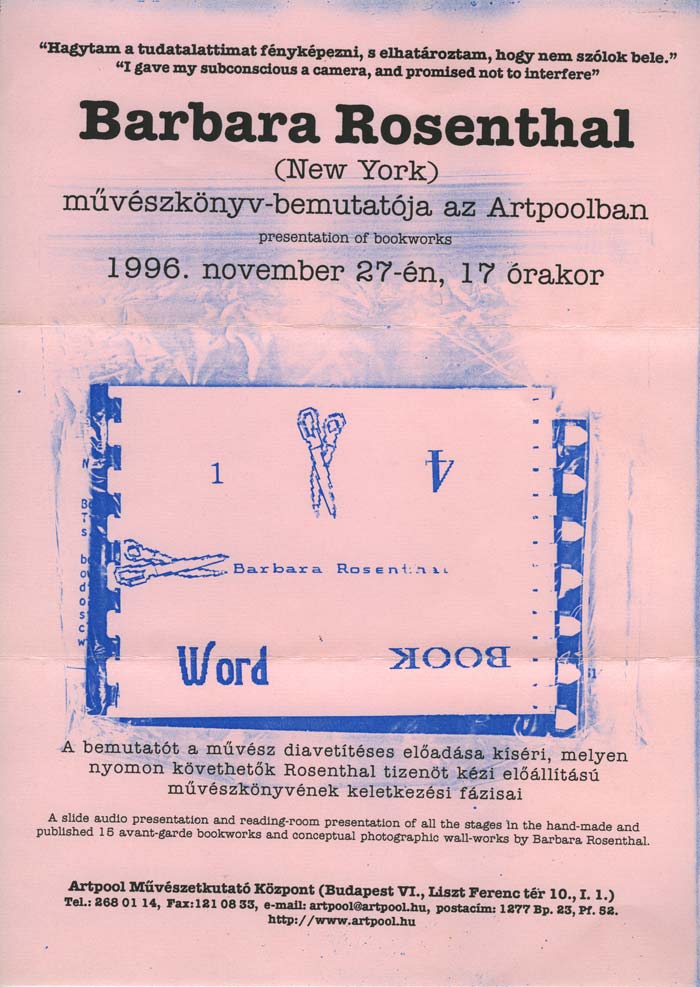 “Hagytam a tudatalattimat fényképezni, s elhatároztam, hogy nem szólok bele.”
“I gave my subconscious a camera, and promised not to interfere”
Barbara Rosenthal
(New York)
művészkönyv-bemutatója az Artpoolban
presentation of bookworks
1996. november 27-én, 17 órakor
1
4
Barbara Rosenthal
Word
BOOK
A bemutatót a művész diavetítéses előadása kíséri, melyen
nyomon követhetők Rosenthal tizenöt kézi előállítású
művészkönyvének keletkezési fázisai
A slide audio presentation and reading-room presentation of all the stages in the hand-made and
published 15 avant-garde bookworks and conceptual photographic wall-works by Barbara Rosenthal.
Artpool Művészetkutató Központ (Budapest VI., Liszt Ferenc tér 10., I. 1.)
Tel.: 268 01 14, Fax:121 08 33, e-mail: artpool@artpool.hu, postacím: 1277 Bp. 23, Pf. 52.
http://www.artpool.hu